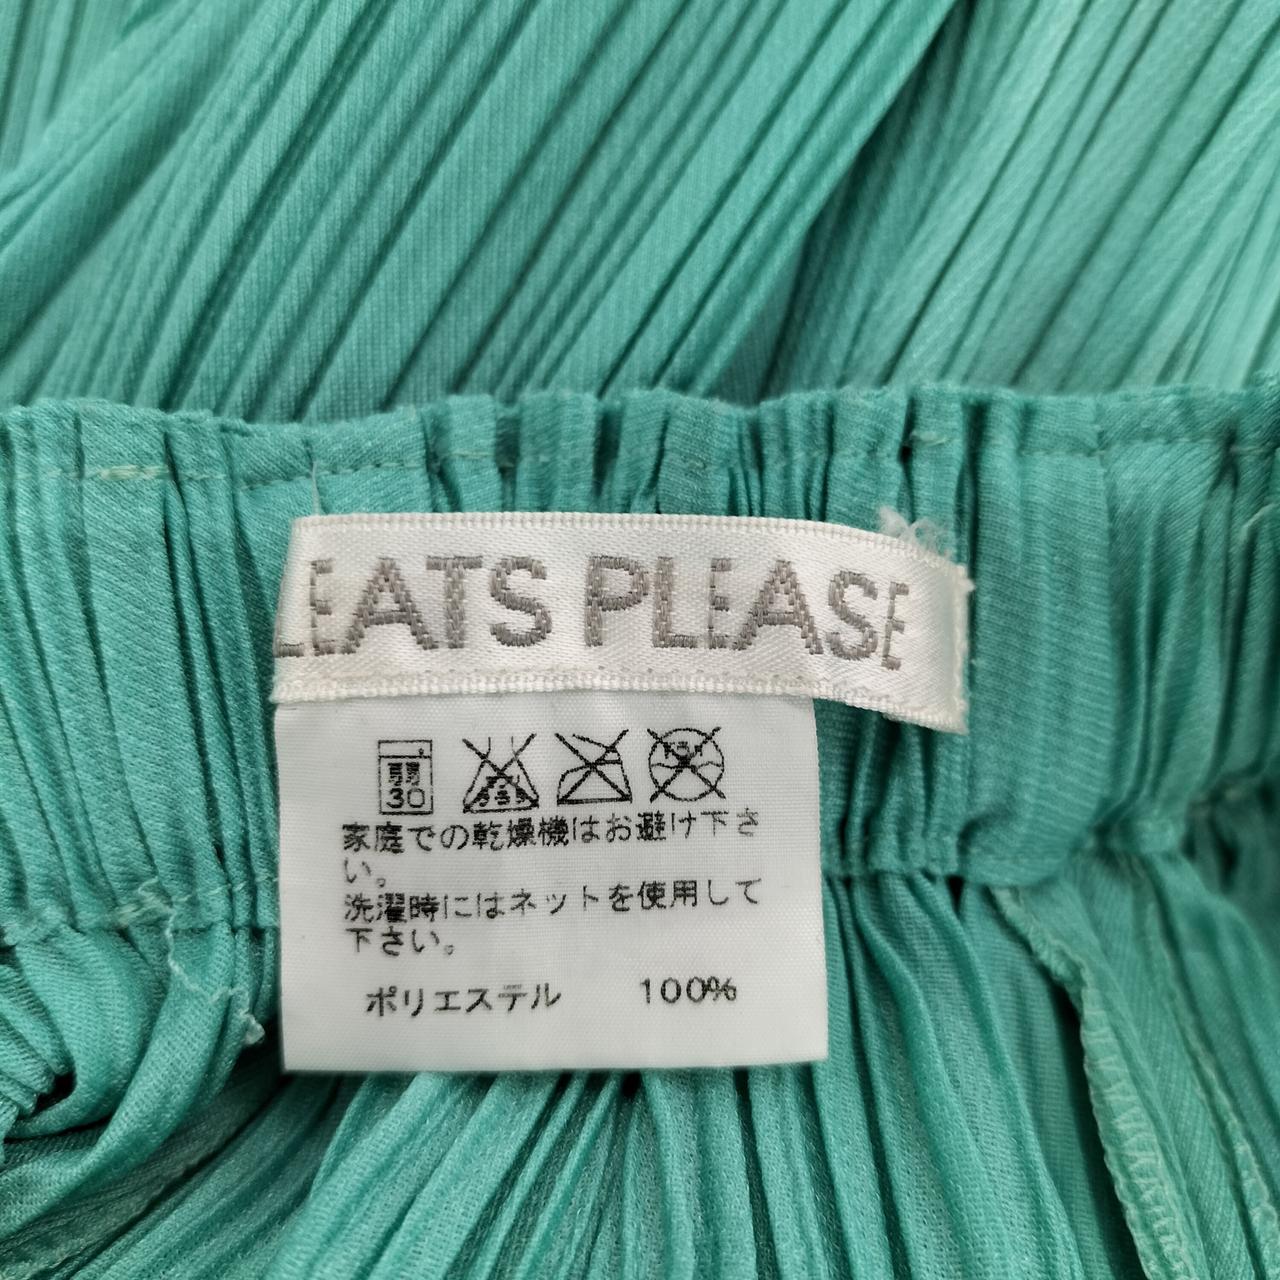 LEATS PLEASE
弱
30
家庭での乾燥機はお避け下さ
い。
洗濯時にはネットを使用して
下さい。
ポリエステル 100%